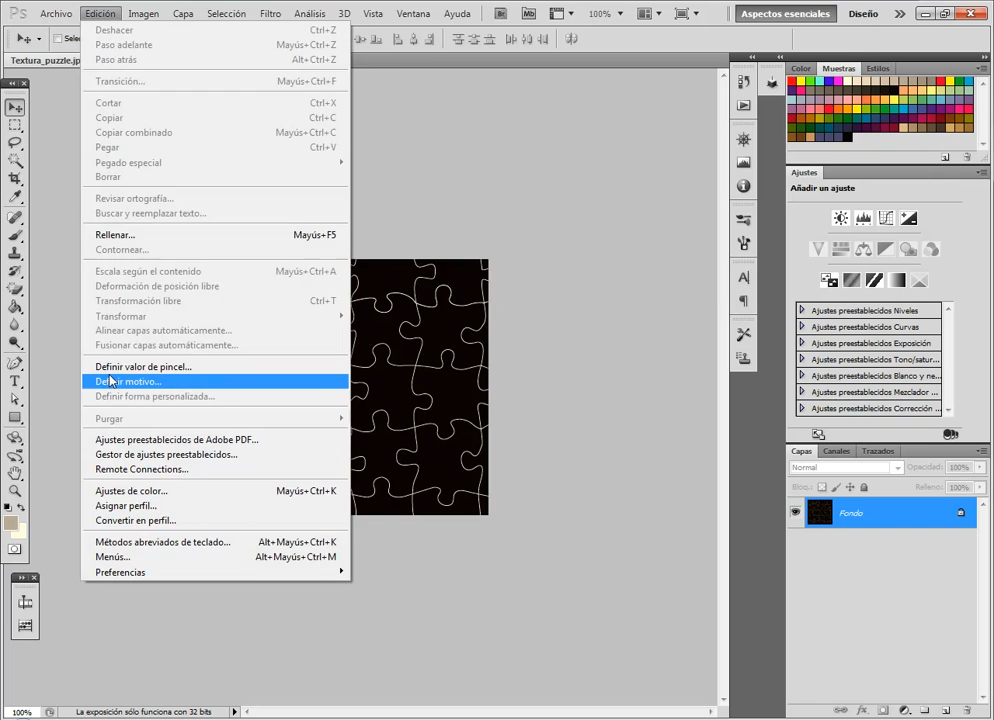 Ps Archivo Edición Imagen Capa Selección Filtro Análisis 3D Vista Ventana Ayuda Br Mb 100% Aspectos esenciales Diseño
Textura_puzzle.jp
Deshacer Ctrl+Z
Paso adelante Mayús+Ctrl+Z
Paso atrás Alt+Ctrl+Z
Transición... Mayús+Ctrl+F
Cortar Ctrl+X
Copiar Ctrl+C
Copiar combinado Mayús+Ctrl+C
Pegar Ctrl+V
Pegado especial
Borrar
Revisar ortografía...
Buscar y reemplazar texto...
Rellenar... Mayús+F5
Contornear...
Escala según el contenido Mayús+Ctrl+A
Deformación de posición libre
Transformación libre Ctrl+T
Transformar
Alinear capas automáticamente...
Fusionar capas automáticamente...
Definir valor de pincel...
motivo...
Definir forma personalizada...
Purgar
Ajustes preestablecidos de Adobe PDF...
Gestor de ajustes preestablecidos...
Remote Connections...
Ajustes de color... Mayús+Ctrl+K
Asignar perfil...
Convertir en perfil...
Métodos abreviados de teclado... Alt+Mayús+Ctrl+K
Menús... Alt+Mayús+Ctrl+M
Preferencias
Color Muestras Estilos
Ajustes
Añadir un ajuste
Ajustes preestablecidos Niveles
Ajustes preestablecidos Curvas
Ajustes preestablecidos Exposición
Ajustes preestablecidos Tono/satur...
Ajustes preestablecidos Blanco y ne...
Ajustes preestablecidos Mezclador ...
Ajustes preestablecidos Corrección ...
Capas Canales Trazados
Normal Opacidad: 100%
Bloq.: Relleno: 100%
Fondo
100% La exposición sólo funciona con 32 bits